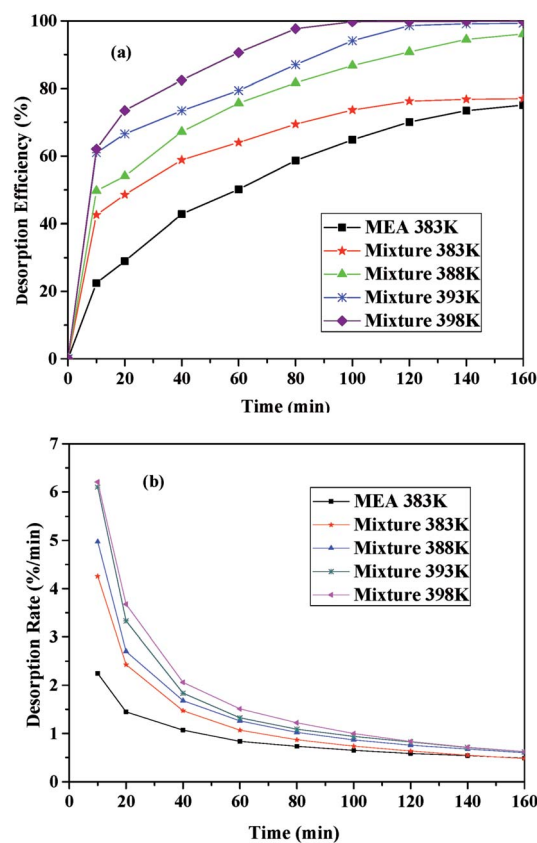 (a)
Desorption Efficiency (%)
100
80
60
40
20
0
MEA 383K
Mixture 383K
Mixture 388K
Mixture 393K
Mixture 398K
0 20 40 60 80 100 120 140 160
Time (min)
(b)
Desorption Rate (%/min)
7
6
5
4
3
2
1
0
MEA 383K
Mixture 383K
Mixture 388K
Mixture 393K
Mixture 398K
0 20 40 60 80 100 120 140 160
Time (min)